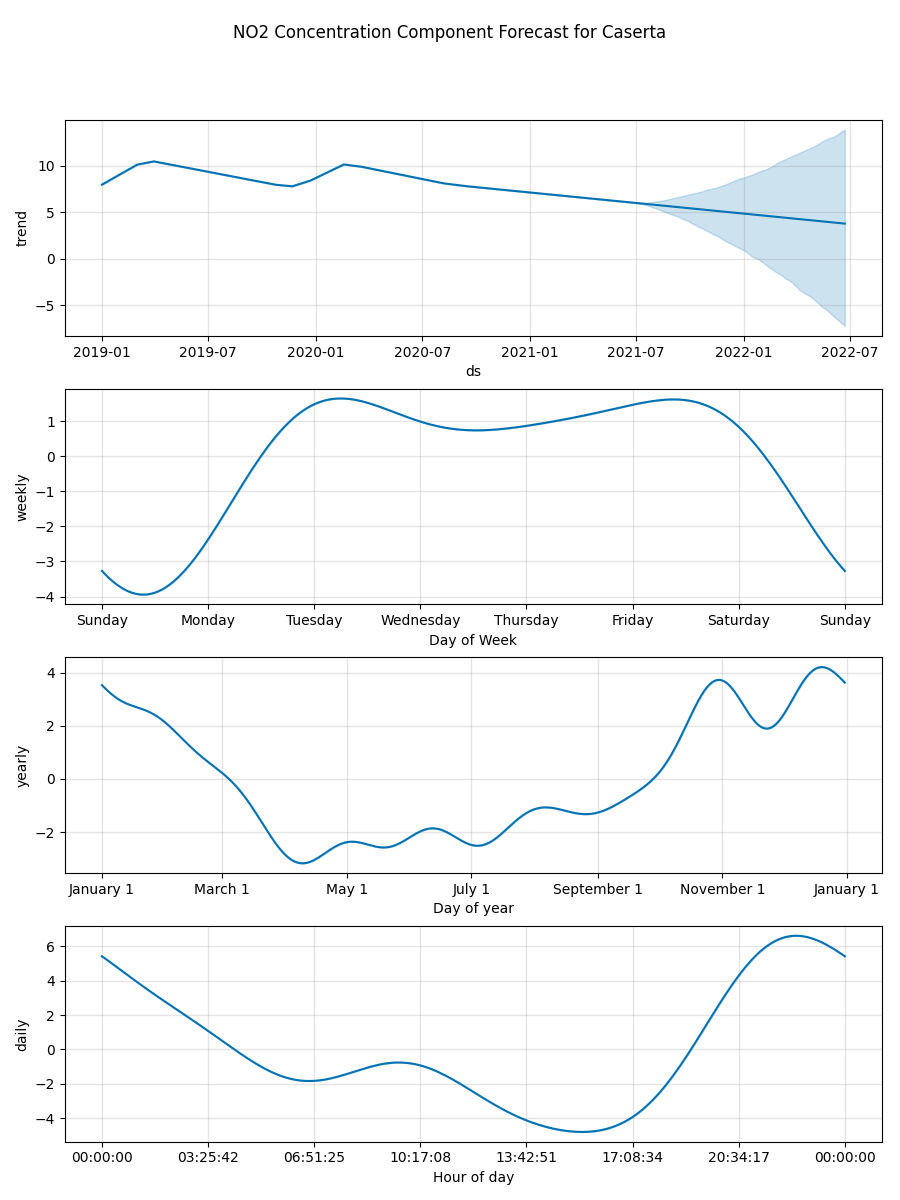 NO2 Concentration Component Forecast for Caserta
10
5
0
−5
trend
2019-01 2019-07 2020-01 2020-07 2021-01 2021-07 2022-01 2022-07
ds
1
0
−1
−2
−3
−4
weekly
Sunday Monday Tuesday Wednesday Thursday Friday Saturday Sunday
Day of Week
4
2
0
−2
yearly
January 1 March 1 May 1 July 1 September 1 November 1 January 1
Day of year
6
4
2
0
−2
−4
daily
00:00:00 03:25:42 06:51:25 10:17:08 13:42:51 17:08:34 20:34:17 00:00:00
Hour of day